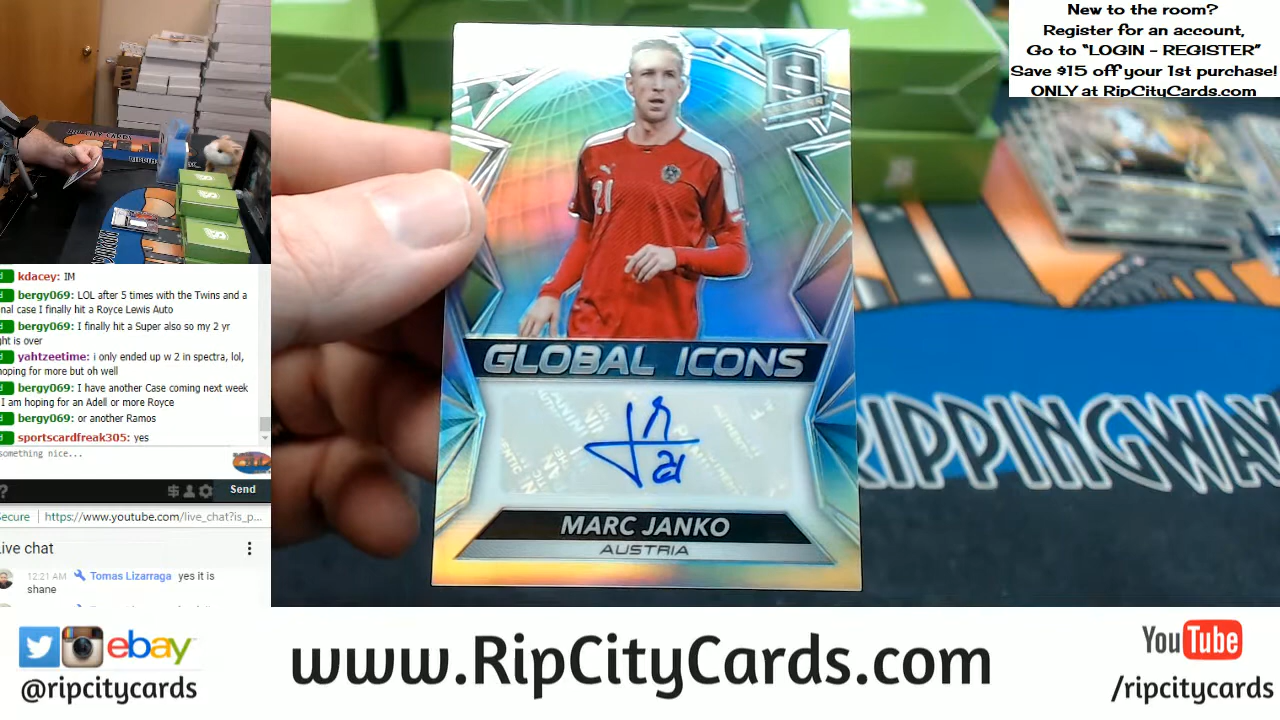 New to the room?
Register for an account,
Go to “LOGIN - REGISTER”
Save $15 off your 1st purchase!
ONLY at RipCityCards.com
21
S
GLOBAL ICONS
21
MARC JANKO
AUSTRIA
RIPPINGWAX
kdacey: IM
bergy069: LOL after 5 times with the Twins and a
nal case I finally hit a Royce Lewis Auto
bergy069: I finally hit a Super also so my 2 yr
ght is over
yahtzeetime: i only ended up w 2 in spectra, lol,
hoping for more but oh well
bergy069: I have another Case coming next week
I am hoping for an Adell or more Royce
bergy069: or another Ramos
sportscardfreak305: yes
something nice...
Send
Secure https://www.youtube.com/live_chat?is_p...
Live chat
12:21 AM Tomas Lizarraga yes it is
shane
ebay
@ripcitycards
www.RipCityCards.com
YouTube
/ripcitycards